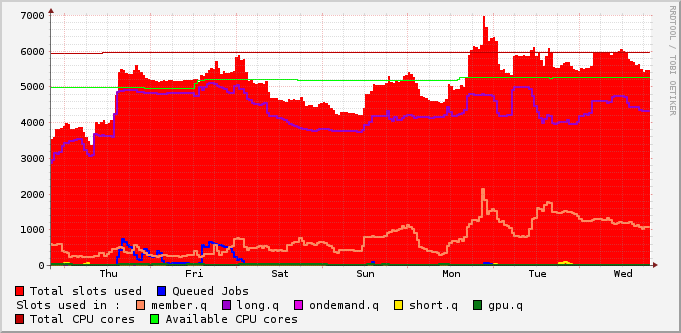 7000
6000
5000
4000
3000
2000
1000
0
Thu Fri Sat Sun Mon Tue Wed
Total slots used Queued Jobs
Slots used in : member.q long.q ondemand.q short.q gpu.q
Total CPU cores Available CPU cores
RRDTOOL / TOBI OETIKER